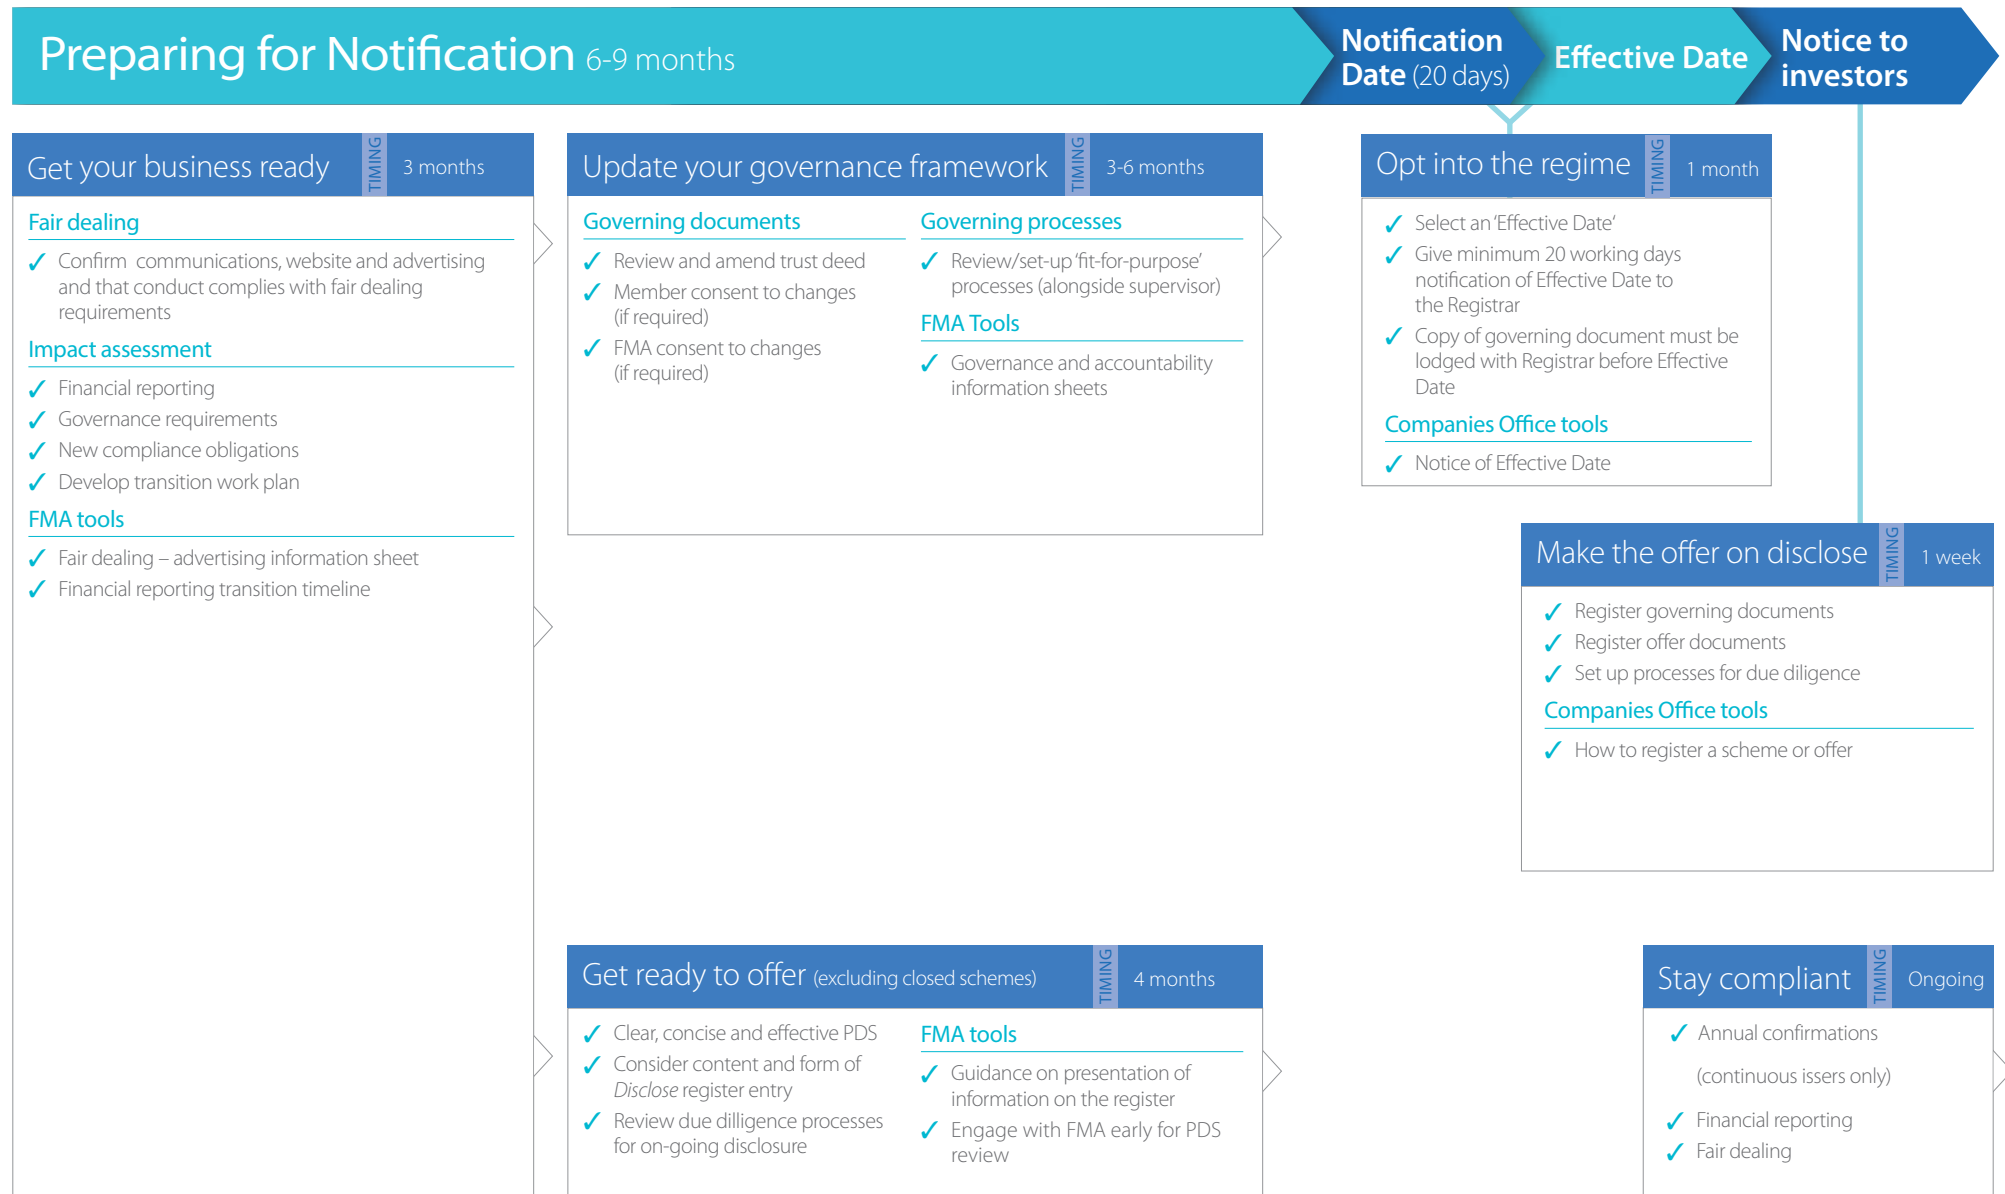 Preparing for Notification 6-9 months
Notification
Date (20 days)
Effective Date
Notice to
investors
Get your business ready
TIMING
3 months
Fair dealing
✓ Confirm communications, website and advertising
and that conduct complies with fair dealing
requirements
Impact assessment
✓ Financial reporting
✓ Governance requirements
✓ New compliance obligations
✓ Develop transition work plan
FMA tools
✓ Fair dealing – advertising information sheet
✓ Financial reporting transition timeline
Update your governance framework
TIMING
3-6 months
Governing documents
✓ Review and amend trust deed
✓ Member consent to changes
(if required)
✓ FMA consent to changes
(if required)
Governing processes
✓ Review/set-up 'fit-for-purpose'
processes (alongside supervisor)
FMA Tools
✓ Governance and accountability
information sheets
Opt into the regime
TIMING
1 month
✓ Select an 'Effective Date'
✓ Give minimum 20 working days
notification of Effective Date to
the Registrar
✓ Copy of governing document must be
lodged with Registrar before Effective
Date
Companies Office tools
✓ Notice of Effective Date
Make the offer on disclose
TIMING
1 week
✓ Register governing documents
✓ Register offer documents
✓ Set up processes for due diligence
Companies Office tools
✓ How to register a scheme or offer
Get ready to offer (excluding closed schemes)
TIMING
4 months
✓ Clear, concise and effective PDS
✓ Consider content and form of
Disclose register entry
✓ Review due dilligence processes
for on-going disclosure
FMA tools
✓ Guidance on presentation of
information on the register
✓ Engage with FMA early for PDS
review
Stay compliant
TIMING
Ongoing
✓ Annual confirmations
(continuous issers only)
✓ Financial reporting
✓ Fair dealing